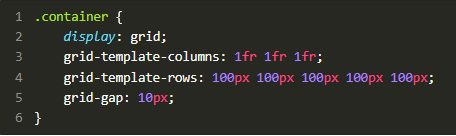 1 .container {
2     display: grid;
3     grid-template-columns: 1fr 1fr 1fr;
4     grid-template-rows: 100px 100px 100px 100px 100px;
5     grid-gap: 10px;
6 }